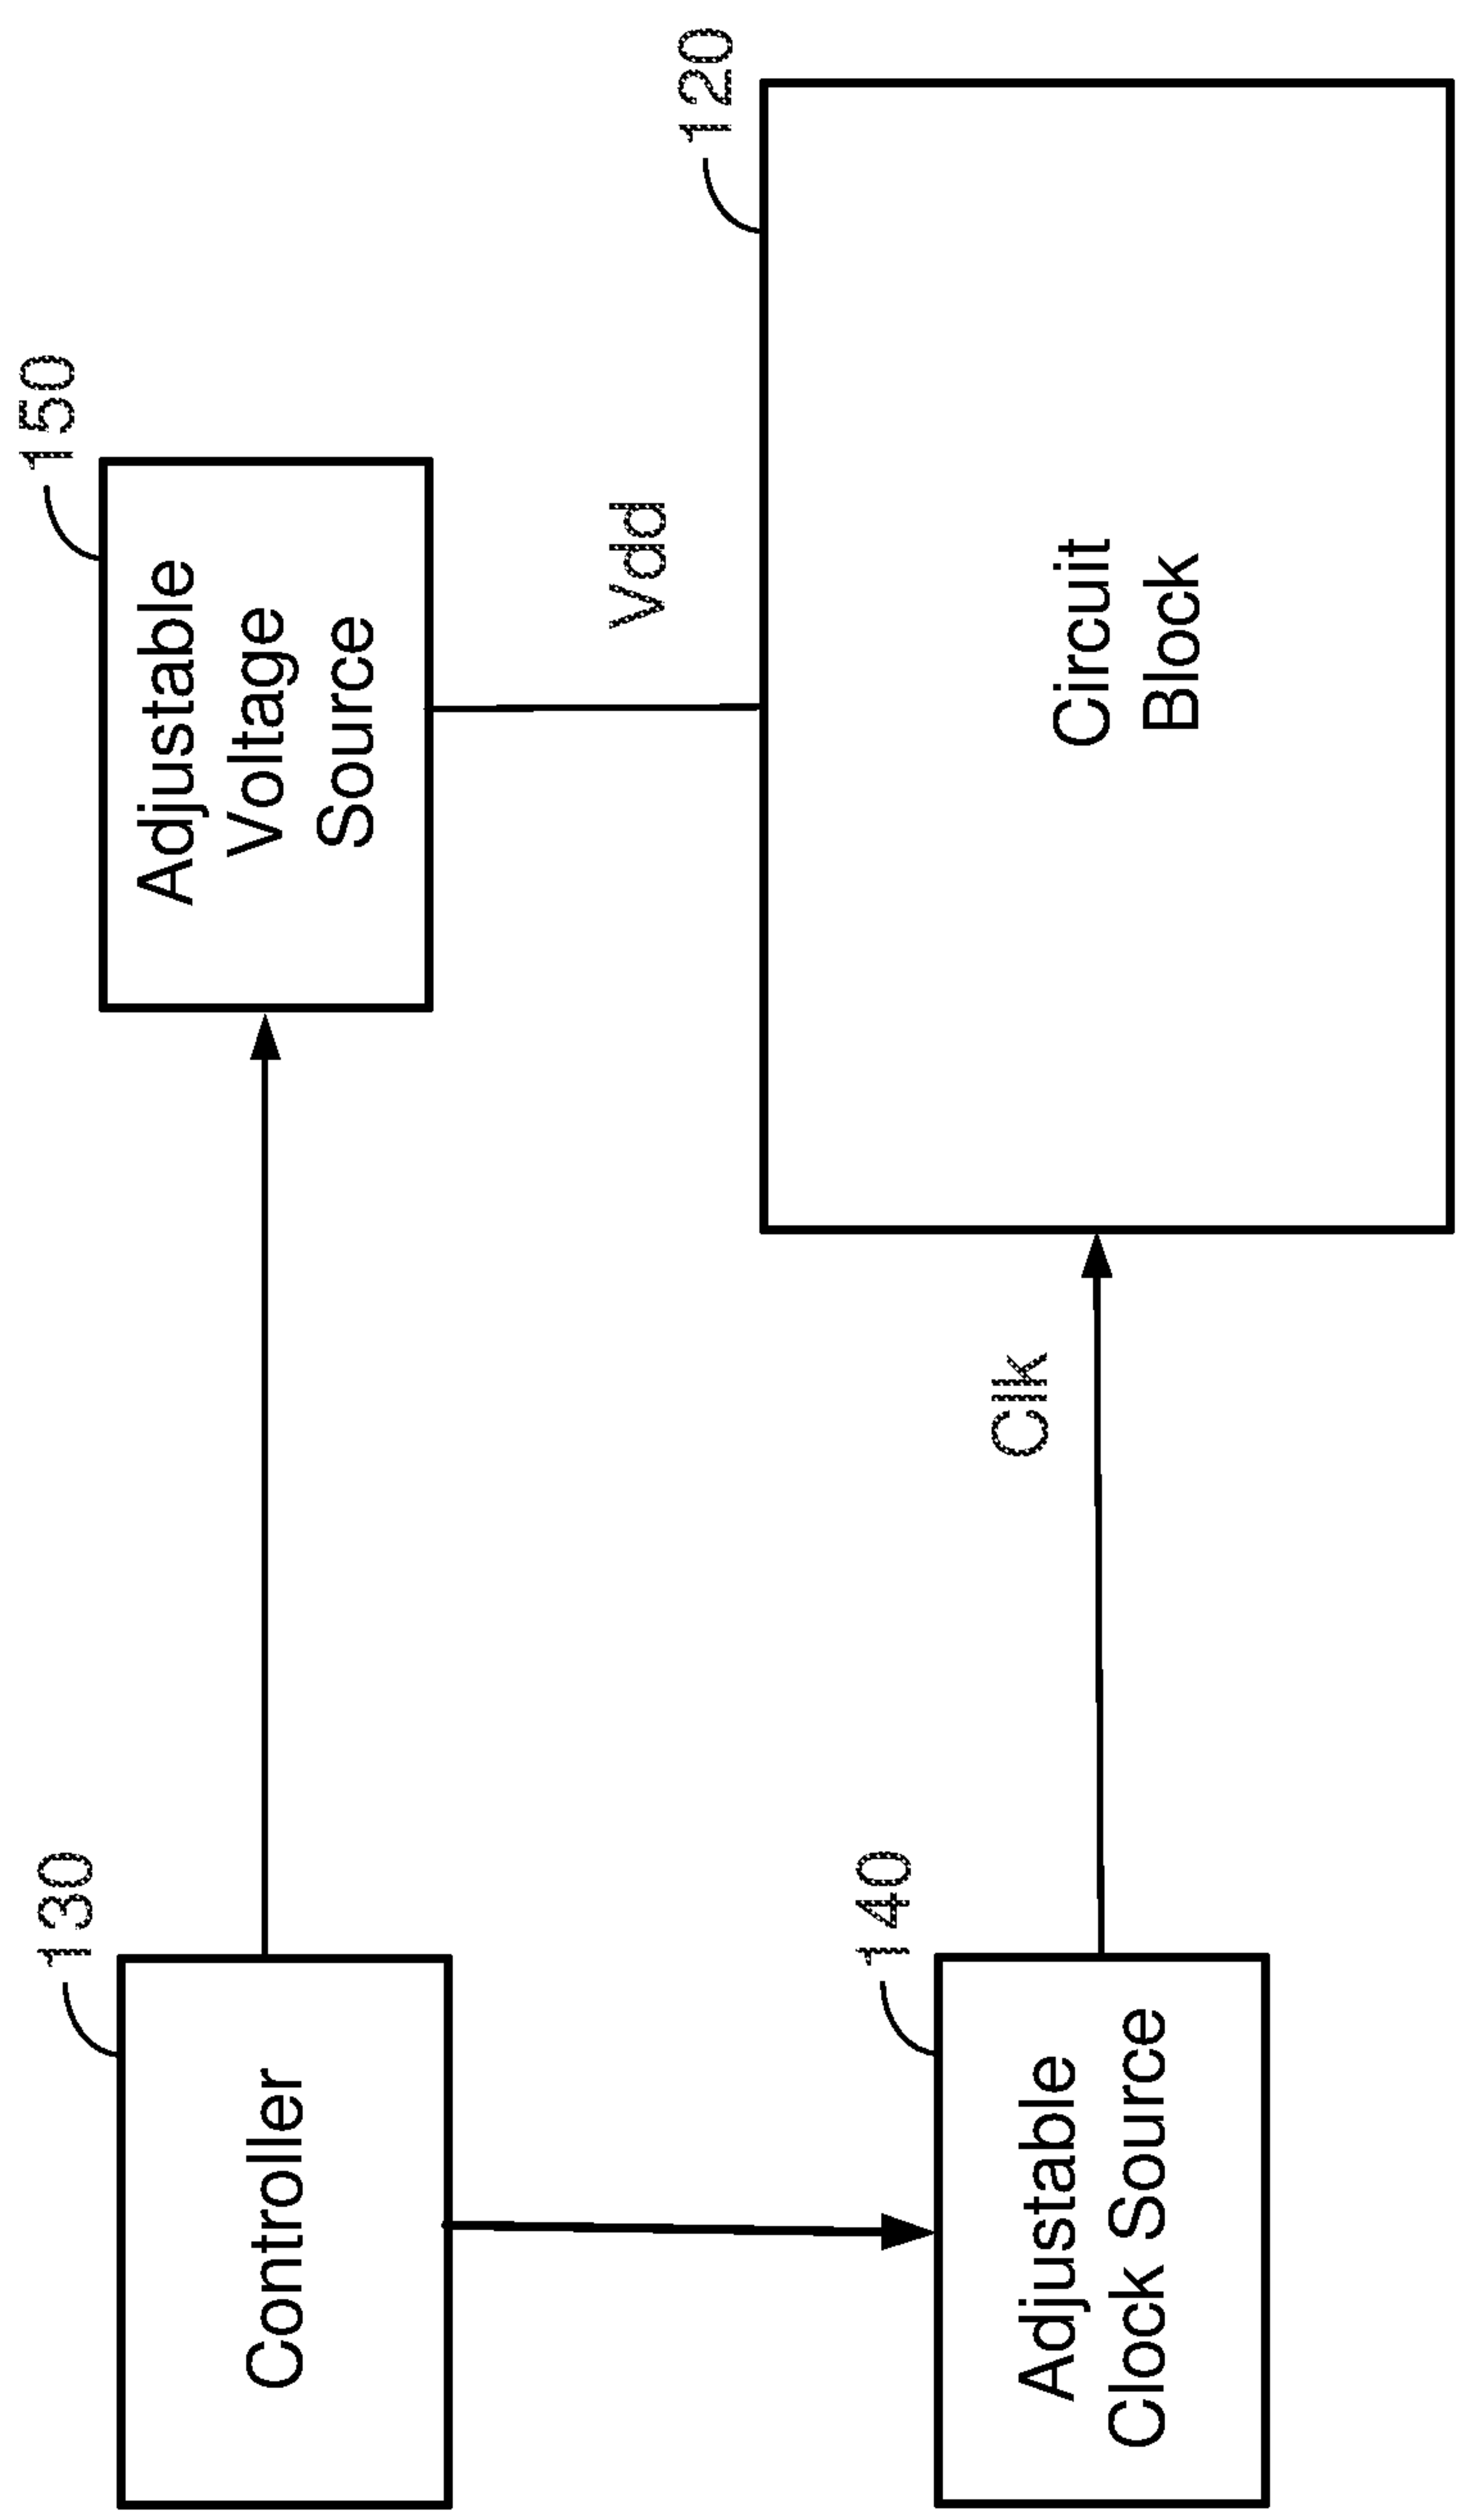 130
Controller
150
Adjustable
Voltage
Source
Vdd
140
Adjustable
Clock Source
Clk
120
Circuit
Block